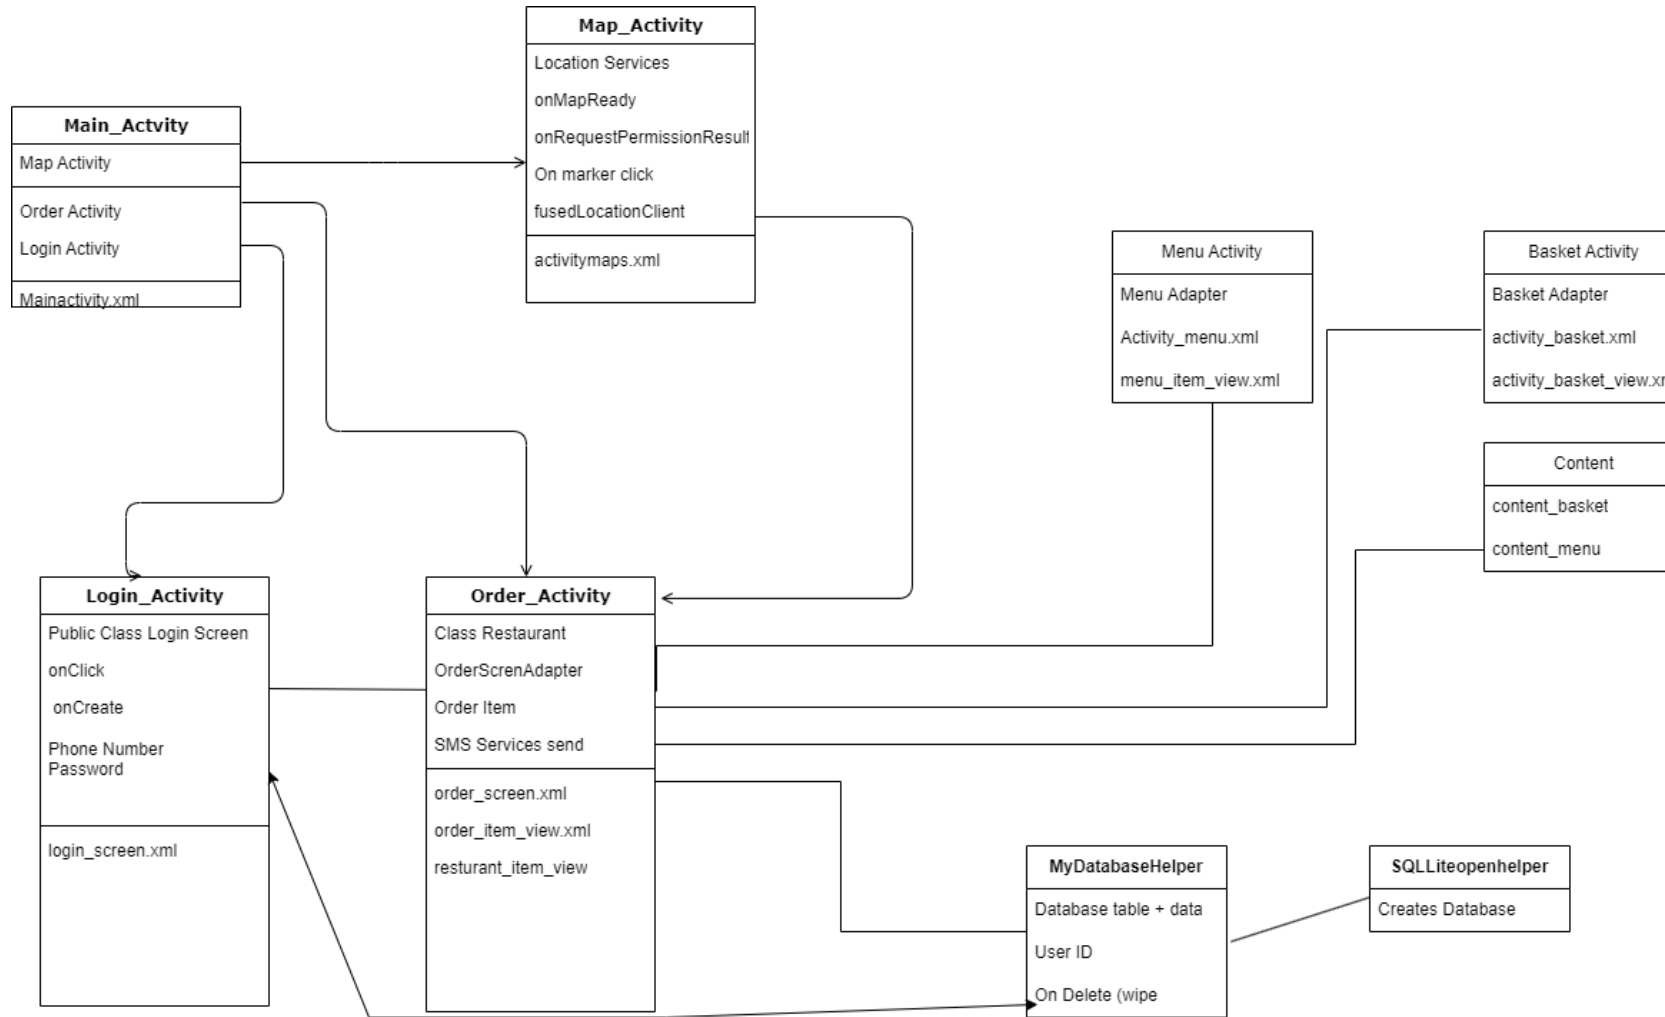 Map_Activity
Location Services
onMapReady
onRequestPermissionResult
On marker click
fusedLocationClient
activitymaps.xml
Main_Actvity
Map Activity
Order Activity
Login Activity
Mainactivity.xml
Menu Activity
Menu Adapter
Activity_menu.xml
menu_item_view.xml
Basket Activity
Basket Adapter
activity_basket.xml
activity_basket_view.xm
Content
content_basket
content_menu
Login_Activity
Public Class Login Screen
onClick
onCreate
Phone Number
Password
login_screen.xml
Order_Activity
Class Restaurant
OrderScrenAdapter
Order Item
SMS Services send
order_screen.xml
order_item_view.xml
resturant_item_view
MyDatabaseHelper
Database table + data
User ID
On Delete (wipe
SQLLiteopenhelper
Creates Database